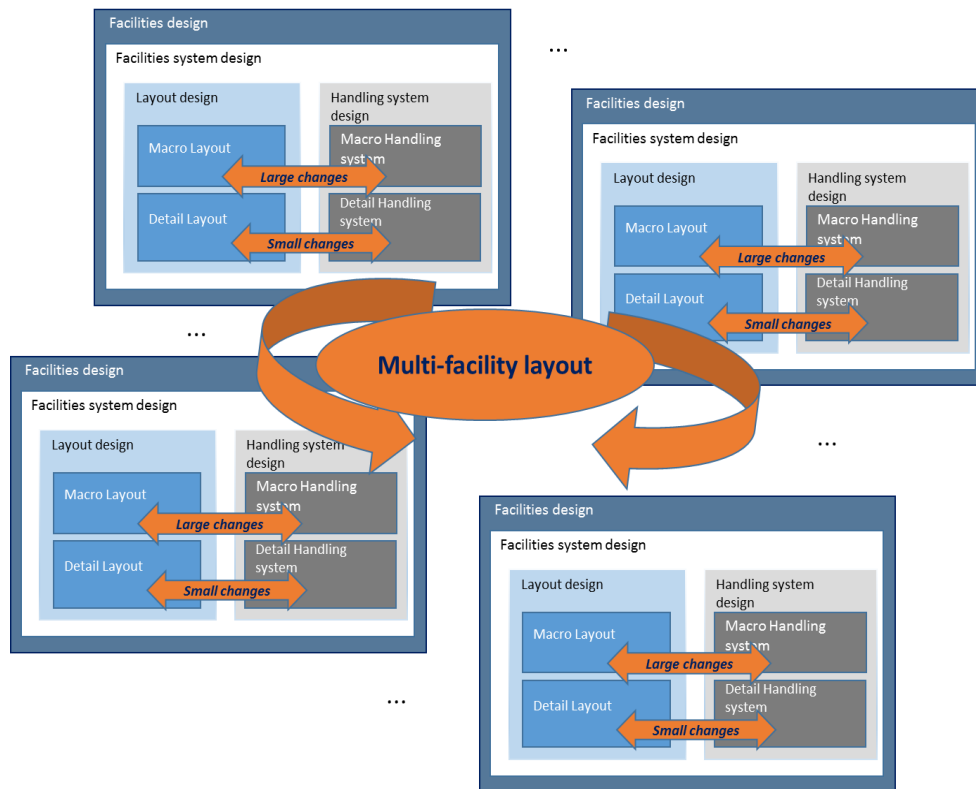 Facilities design
Facilities system design
Layout design
Handling system
design
Macro Layout
Macro Handling
system
Large changes
Detail Layout
Detail Handling
system
Small changes
...
Facilities design
Facilities system design
Layout design
Handling system
design
Macro Layout
Macro Handling
system
Large changes
Detail Layout
Detail Handling
system
Small changes
...
Multi-facility layout
Facilities design
Facilities system design
Layout design
Handling system
design
Macro Layout
Macro Handling
system
Large changes
Detail Layout
Detail Handling
system
Small changes
...
Facilities design
Facilities system design
Layout design
Handling system
design
Macro Layout
Macro Handling
system
Large changes
Detail Layout
Detail Handling
system
Small changes
...